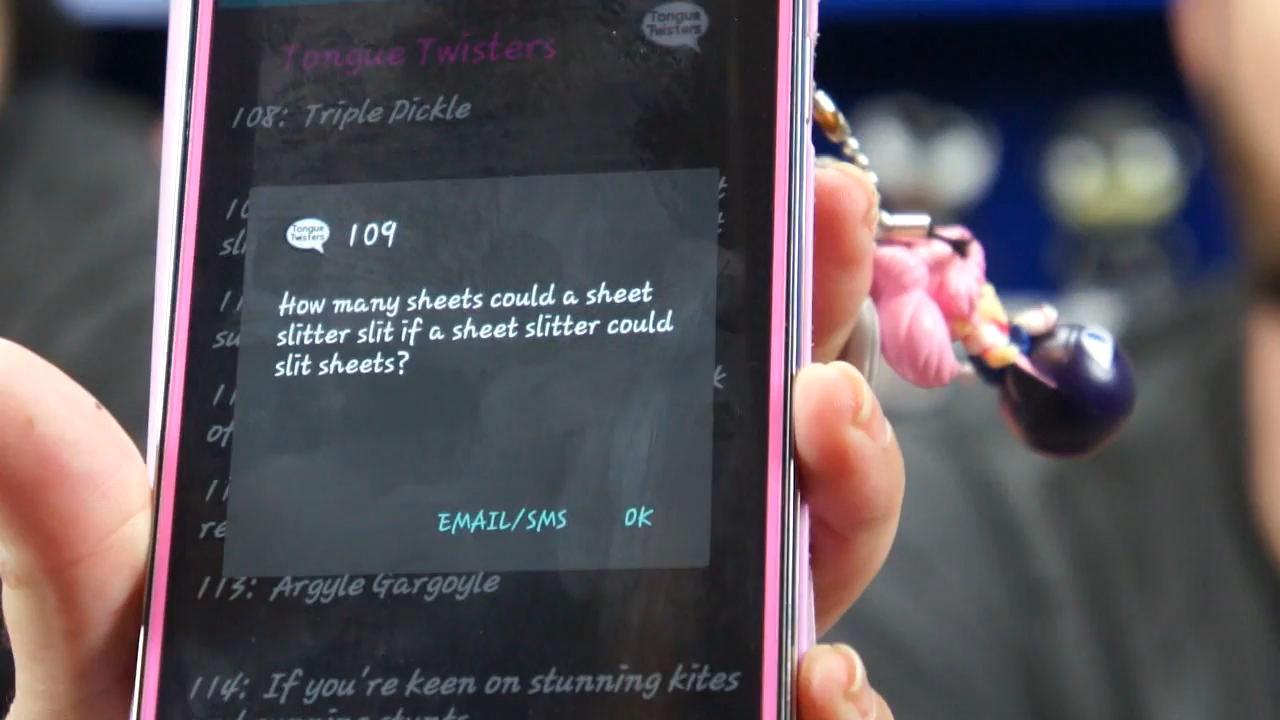 Tongue Twisters
Tongue
Twisters
108: Triple Pickle
Tongue
Twisters
109
How many sheets could a sheet
slitter slit if a sheet slitter could
slit sheets?
EMAIL/SMS OK
113: Argyle Gargoyle
114: If you're keen on stunning kites